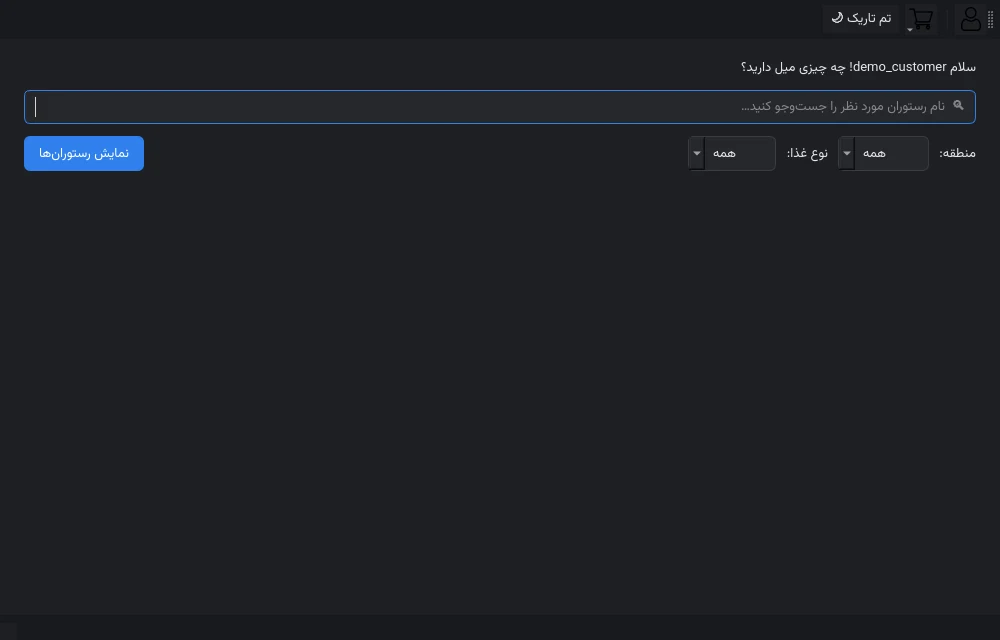 تم تاریک 🌙
سلام demo_customer! چه چیزی میل دارید؟
🔍 نام رستوران مورد نظر را جست‌وجو کنید...
منطقه: همه نوع غذا: همه نمایش رستوران‌ها